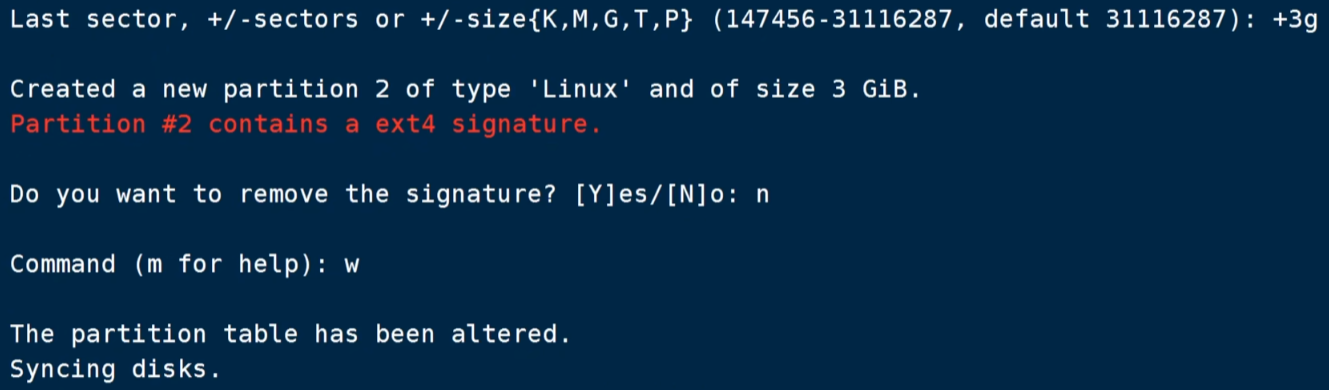 Last sector, +/-sectors or +/-size{K,M,G,T,P} (147456-31116287, default 31116287): +3g
Created a new partition 2 of type 'Linux' and of size 3 GiB.
Partition #2 contains a ext4 signature.
Do you want to remove the signature? [Y]es/[N]o: n
Command (m for help): w
The partition table has been altered.
Syncing disks.